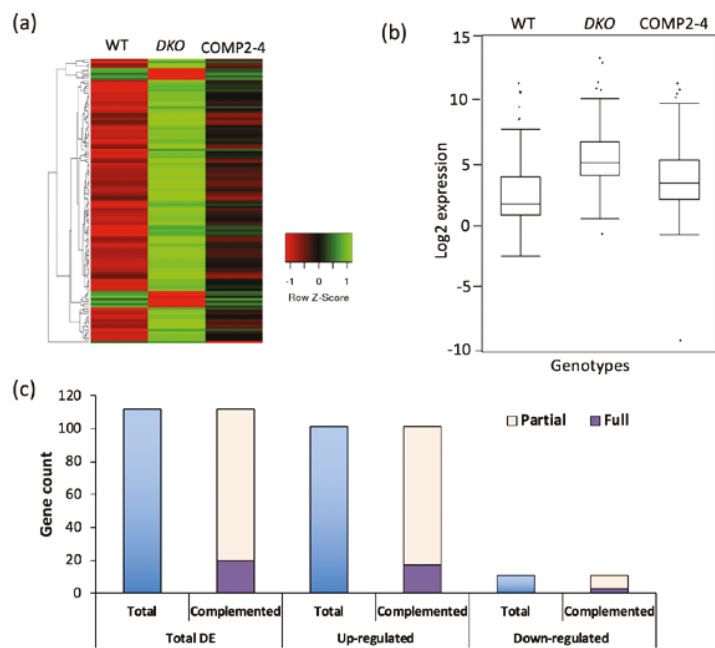 (a)
WT DKO COMP2-4
-1 0 1
Row Z-Score
(b)
WT DKO COMP2-4
15
10
5
0
-5
-10
Log2 expression
Genotypes
(c)
120
100
80
60
40
20
0
Gene count
Partial Full
Total Complemented Total Complemented Total Complemented
Total DE Up-regulated Down-regulated